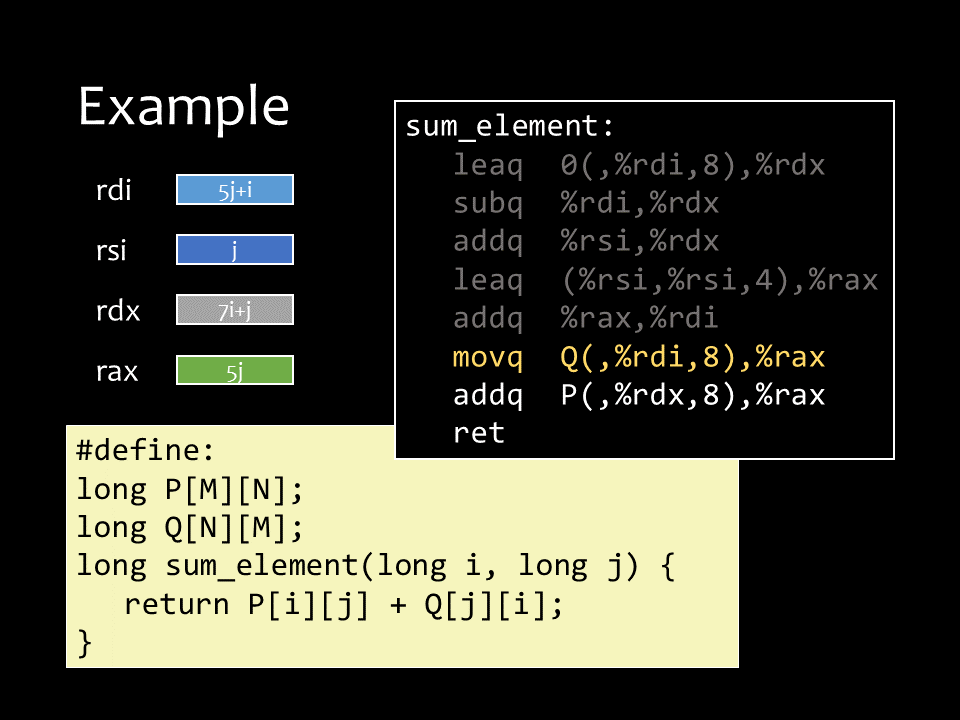 Example
rdi 5j+i
rsi j
rdx 7i+j
rax 5j
sum_element:
leaq 0(,%rdi,8),%rdx
subq %rdi,%rdx
addq %rsi,%rdx
leaq (%rsi,%rsi,4),%rax
addq %rax,%rdi
movq Q(,%rdi,8),%rax
addq P(,%rdx,8),%rax
ret
#define:
long P[M][N];
long Q[N][M];
long sum_element(long i, long j) {
return P[i][j] + Q[j][i];
}